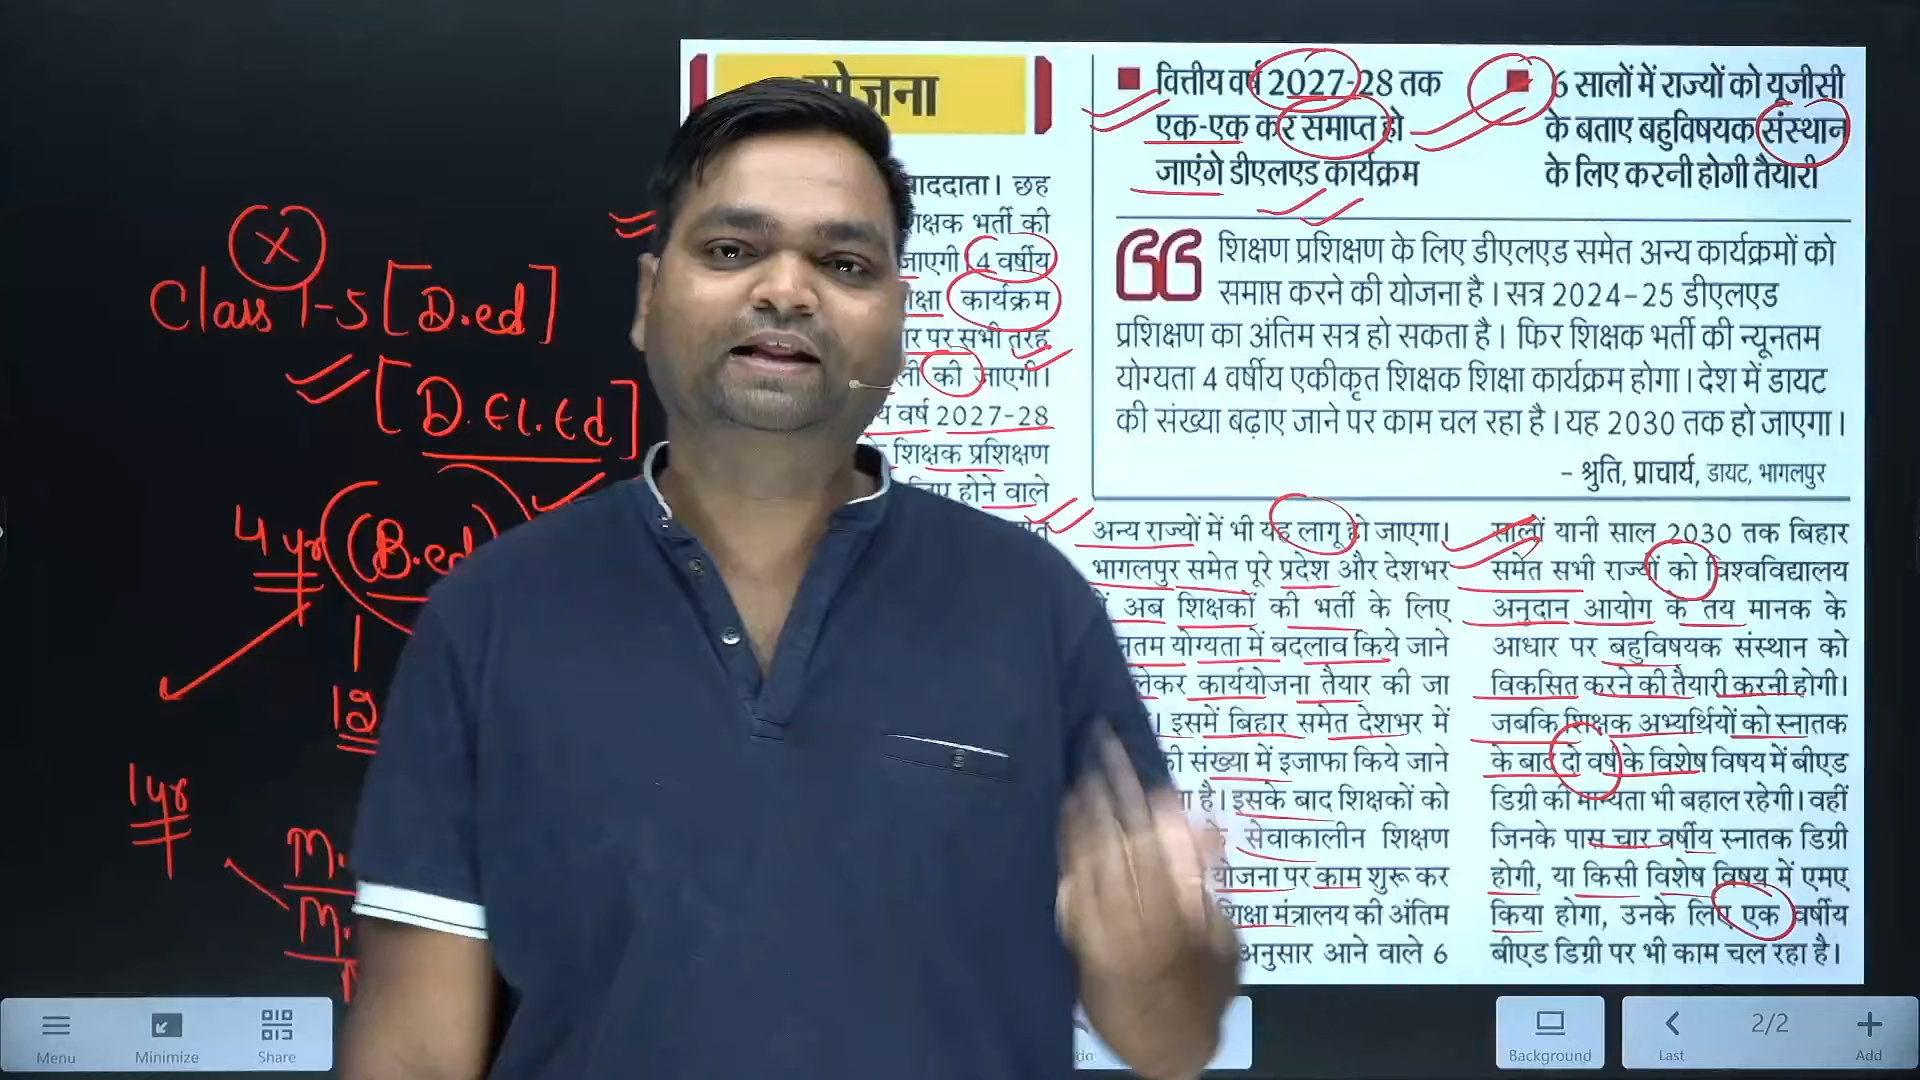 योजना
वित्तीय वर्ष 2027-28 तक
एक-एक कर समाप्त हो
जाएंगे डीएलएड कार्यक्रम
6 सालों में राज्यों को यूजीसी
के बताए बहुविषयक संस्थान
के लिए करनी होगी तैयारी
शिक्षण प्रशिक्षण के लिए डीएलएड समेत अन्य कार्यक्रमों को
समाप्त करने की योजना है। सत्र 2024-25 डीएलएड
प्रशिक्षण का अंतिम सत्र हो सकता है। फिर शिक्षक भर्ती की न्यूनतम
योग्यता 4 वर्षीय एकीकृत शिक्षक शिक्षा कार्यक्रम होगा। देश में डायट
की संख्या बढ़ाए जाने पर काम चल रहा है। यह 2030 तक हो जाएगा।
- श्रुति, प्राचार्य, डायट, भागलपुर
छह
भर्ती की
4 वर्षीय
कार्यक्रम
पर सभी तरह
की जाएगी।
वर्ष 2027-28
शिक्षक प्रशिक्षण
होने वाले
अन्य राज्यों में भी यह लागू हो जाएगा।
भागलपुर समेत पूरे प्रदेश और देशभर
अब शिक्षकों की भर्ती के लिए
योग्यता में बदलाव किये जाने
लेकर कार्ययोजना तैयार की जा
इसमें बिहार समेत देशभर में
की संख्या में इजाफा किये जाने
है। इसके बाद शिक्षकों को
सेवाकालीन शिक्षण
योजना पर काम शुरू कर
शिक्षा मंत्रालय की अंतिम
अनुसार आने वाले 6
सालों यानी साल 2030 तक बिहार
समेत सभी राज्यों को विश्वविद्यालय
अनुदान आयोग के तय मानक के
आधार पर बहुविषयक संस्थान को
विकसित करने की तैयारी करनी होगी।
जबकि शिक्षक अभ्यर्थियों को स्नातक
के बाद दो वर्ष के विशेष विषय में बीएड
डिग्री की मान्यता भी बहाल रहेगी। वहीं
जिनके पास चार वर्षीय स्नातक डिग्री
होगी, या किसी विशेष विषय में एमए
किया होगा, उनके लिए एक वर्षीय
बीएड डिग्री पर भी काम चल रहा है।
X
Class 1-5 [D.ed]
[D.El.Ed]
4 yr (B.ed)
12
1yr
M.
M.
Menu
Minimize
Share
Background
Last
2/2
Add